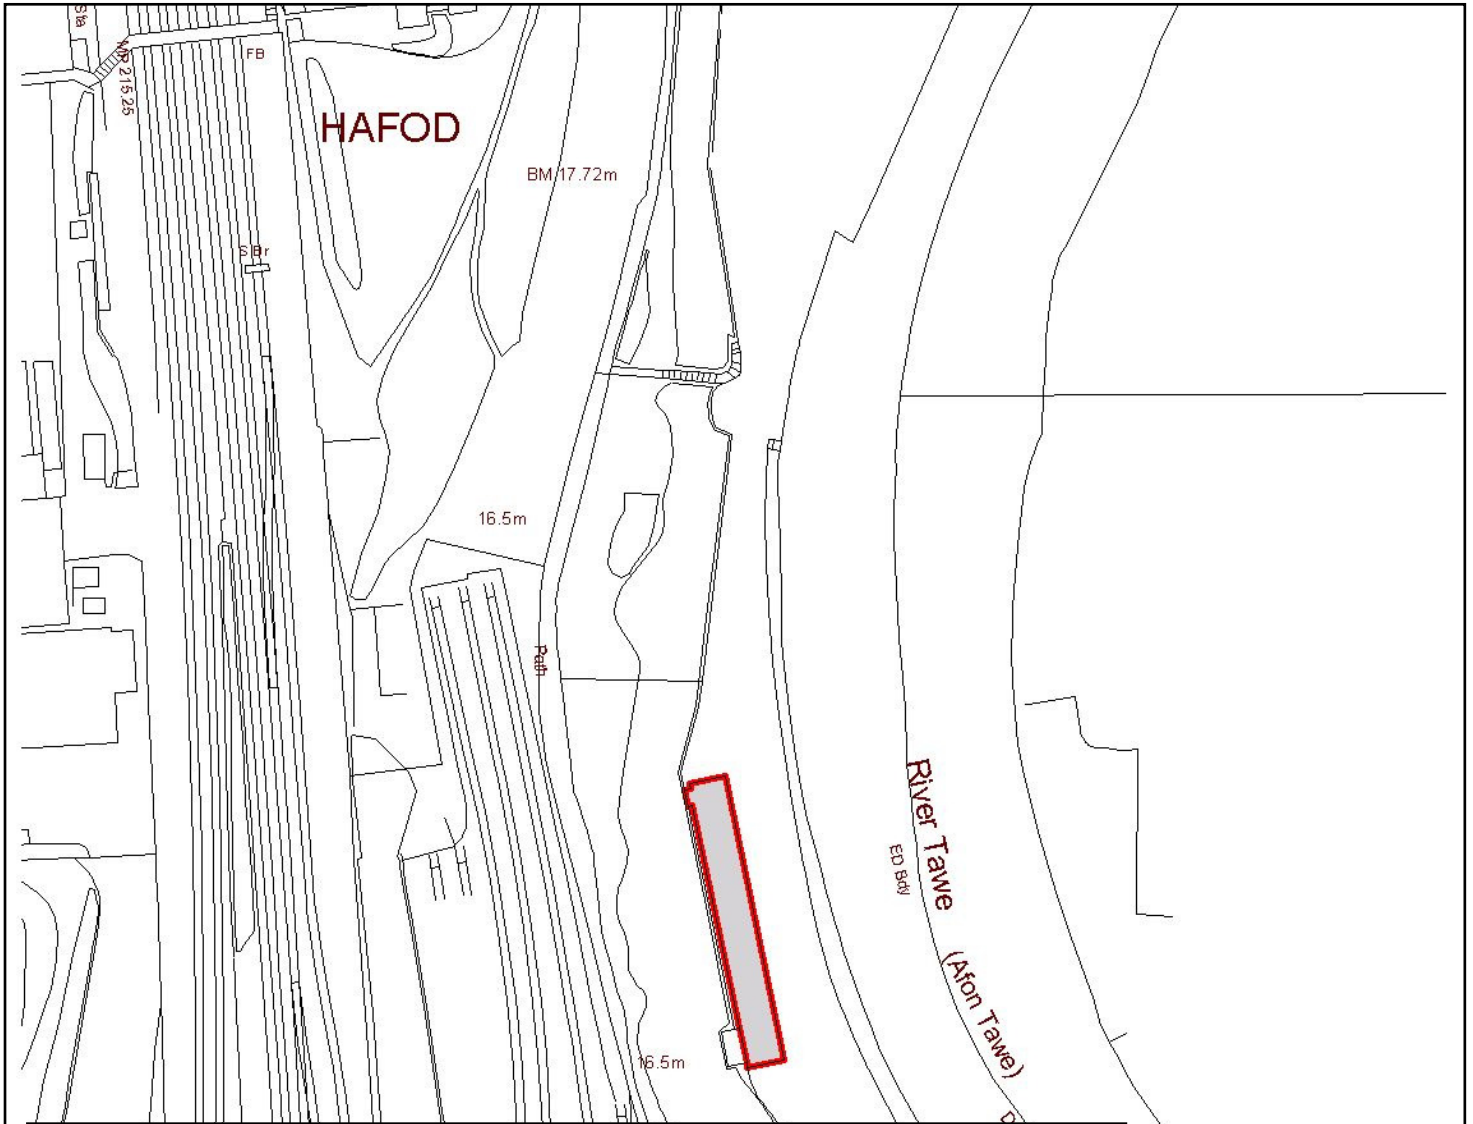 Sta
MP 215.25
FB
HAFOD
BM 17.72m
S Br
16.5m
Path
River Tawe
ED Bdy
(Afon Tawe)
16.5m